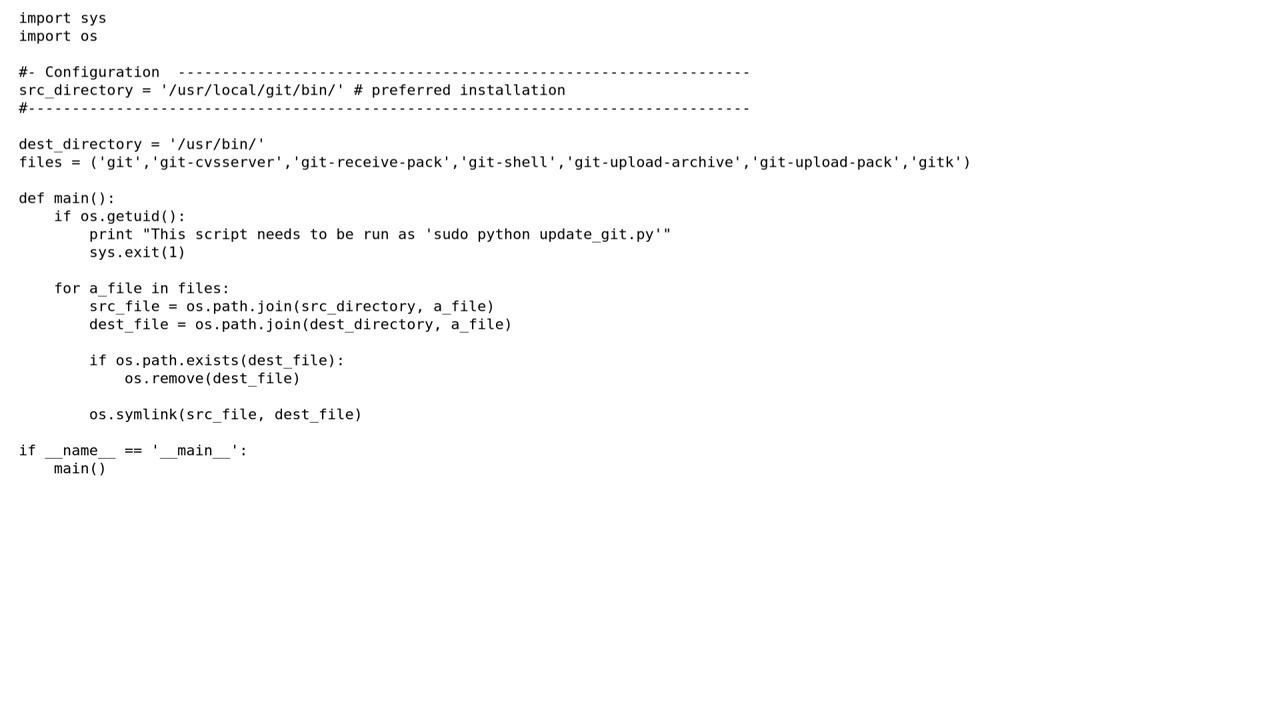 import sys
import os

#- Configuration  -----------------------------------------------------------------
src_directory = '/usr/local/git/bin/' # preferred installation
#----------------------------------------------------------------------------------

dest_directory = '/usr/bin/'
files = ('git','git-cvsserver','git-receive-pack','git-shell','git-upload-archive','git-upload-pack','gitk')

def main():
    if os.getuid():
        print "This script needs to be run as 'sudo python update_git.py'"
        sys.exit(1)

    for a_file in files:
        src_file = os.path.join(src_directory, a_file)
        dest_file = os.path.join(dest_directory, a_file)

        if os.path.exists(dest_file):
            os.remove(dest_file)

        os.symlink(src_file, dest_file)

if __name__ == '__main__':
    main()